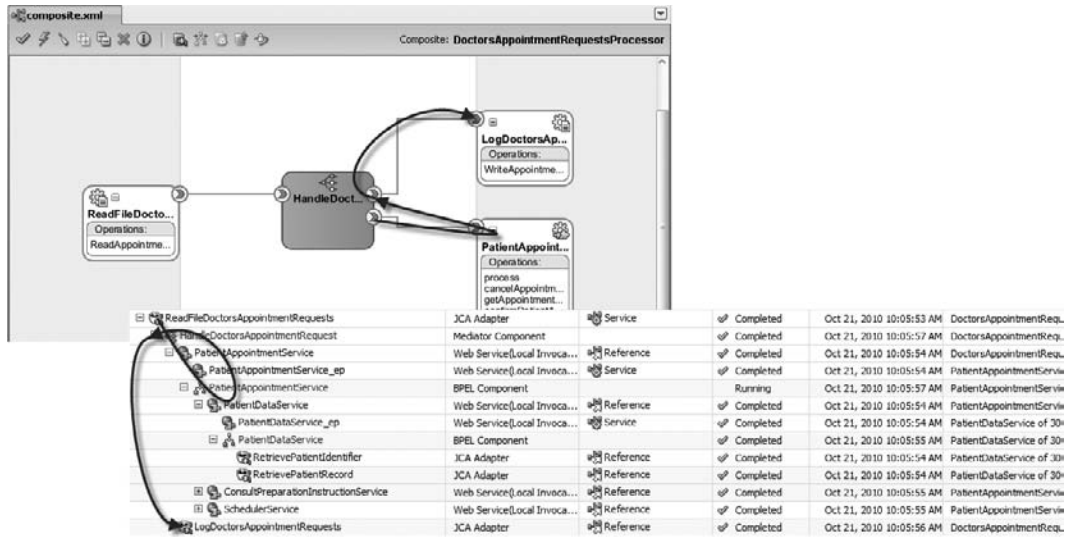 composite.xml
Composite: DoctorsAppointmentRequestsProcessor
LogDoctorsAp...
Operations:
WriteAppointme...
HandleDoct...
ReadFileDocto...
Operations:
ReadAppointme...
PatientAppoint...
Operations:
process
cancelAppointm...
getAppointment...
ReadFileDoctorsAppointmentRequests JCA Adapter Service Completed Oct 21, 2010 10:05:53 AM DoctorsAppointmentRequ...
HandleDoctorsAppointmentRequest Mediator Component Completed Oct 21, 2010 10:05:57 AM DoctorsAppointmentRequ...
PatientAppointmentService Web Service(Local Invoca... Reference Completed Oct 21, 2010 10:05:54 AM DoctorsAppointmentRequ...
PatientAppointmentService_ep Web Service(Local Invoca... Service Completed Oct 21, 2010 10:05:54 AM PatientAppointmentServi
PatientAppointmentService BPEL Component Running Oct 21, 2010 10:05:57 AM PatientAppointmentServi
PatientDataService Web Service(Local Invoca... Reference Completed Oct 21, 2010 10:05:54 AM PatientAppointmentServi
PatientDataService_ep Web Service(Local Invoca... Service Completed Oct 21, 2010 10:05:54 AM PatientDataService of 30
PatientDataService BPEL Component Completed Oct 21, 2010 10:05:55 AM PatientDataService of 30
RetrievePatientIdentifier JCA Adapter Reference Completed Oct 21, 2010 10:05:54 AM PatientDataService of 30
RetrievePatientRecord JCA Adapter Reference Completed Oct 21, 2010 10:05:54 AM PatientDataService of 30
ConsultPreparationInstructionService Web Service(Local Invoca... Reference Completed Oct 21, 2010 10:05:55 AM PatientAppointmentServi
SchedulerService Web Service(Local Invoca... Reference Completed Oct 21, 2010 10:05:55 AM PatientAppointmentServi
LogDoctorsAppointmentRequests JCA Adapter Reference Completed Oct 21, 2010 10:05:56 AM DoctorsAppointmentRequ...